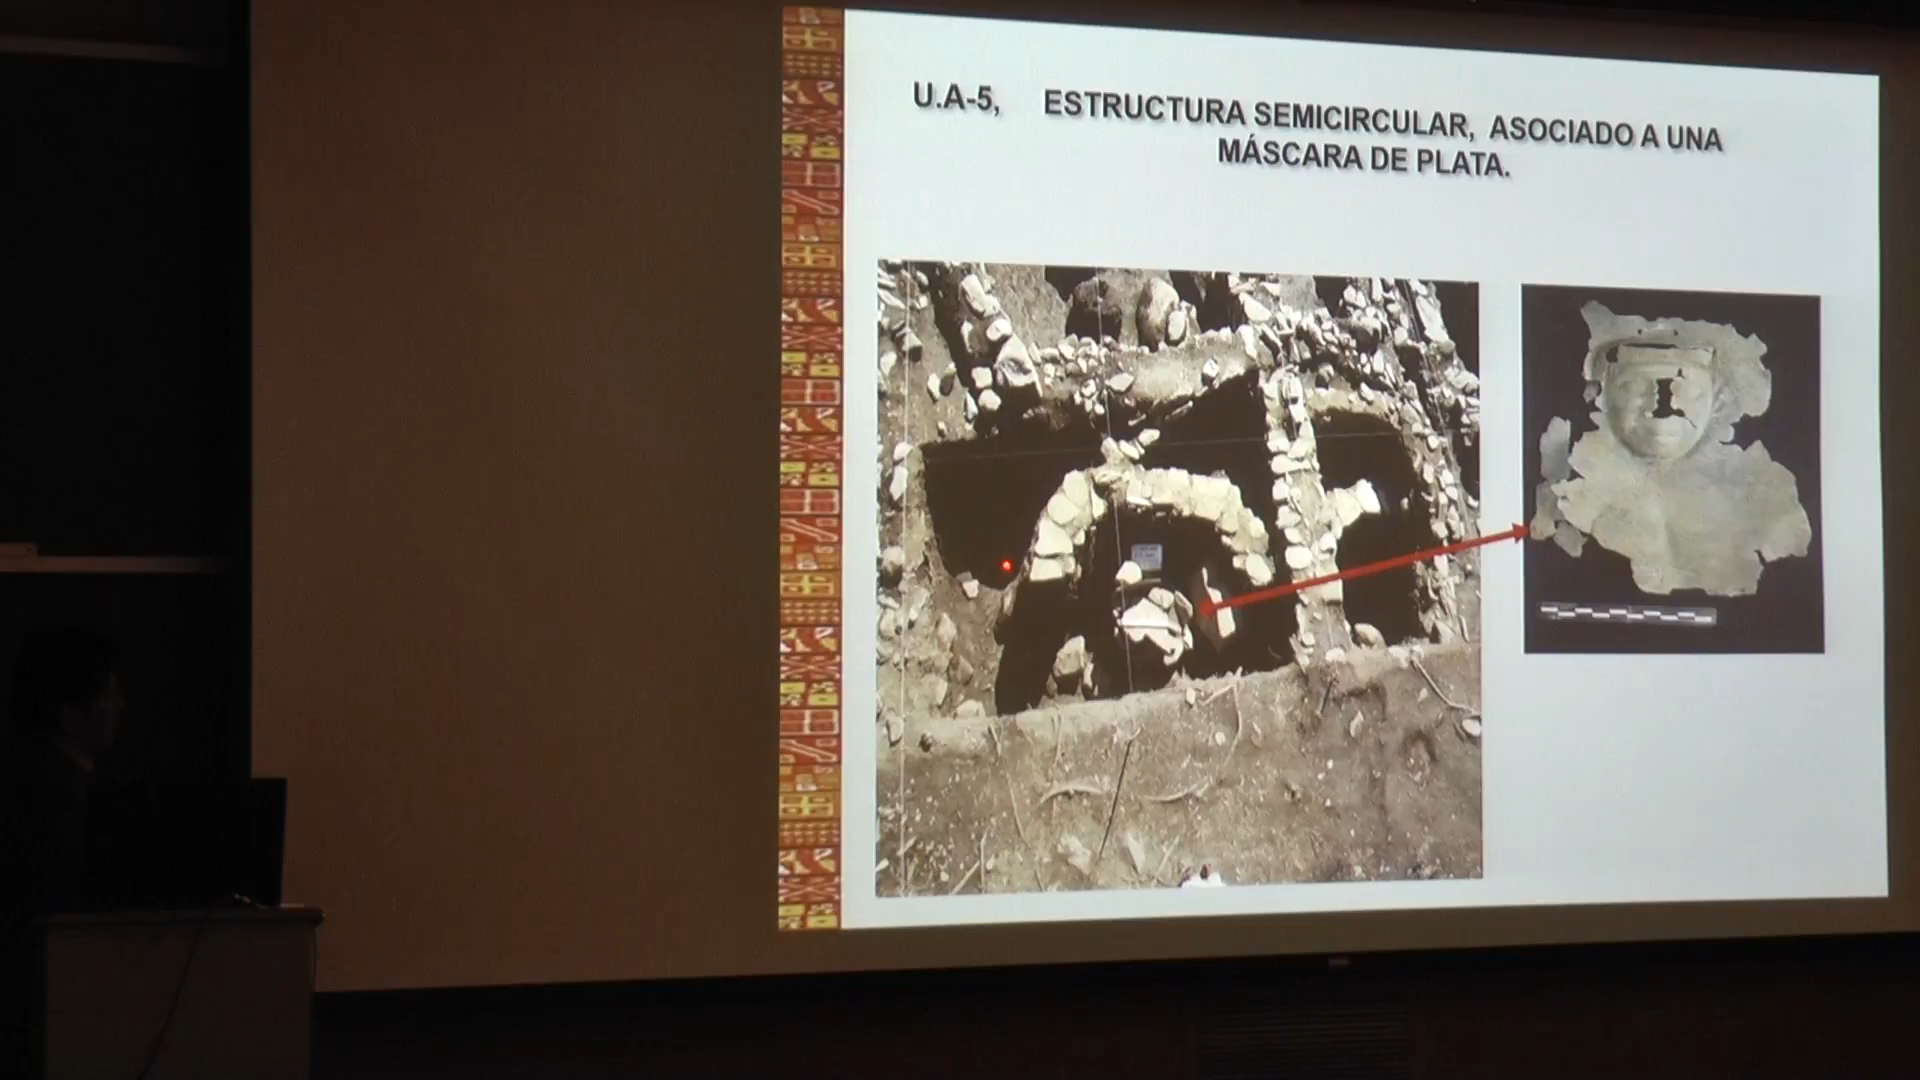 U.A-5, ESTRUCTURA SEMICIRCULAR, ASOCIADO A UNA
MÁSCARA DE PLATA.